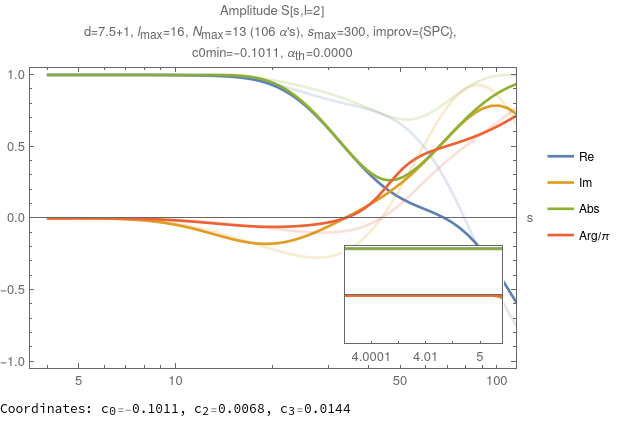 Amplitude S[s,l=2]
d=7.5+1, lmax=16, Nmax=13 (106 α's), smax=300, improv={SPC},
c0min=−0.1011, αth=0.0000
1.0
0.5
0.0
−0.5
−1.0
s
Re
Im
Abs
Arg/π
4.0001 4.01 5
5 10 50 100
Coordinates: c0=-0.1011, c2=0.0068, c3=0.0144